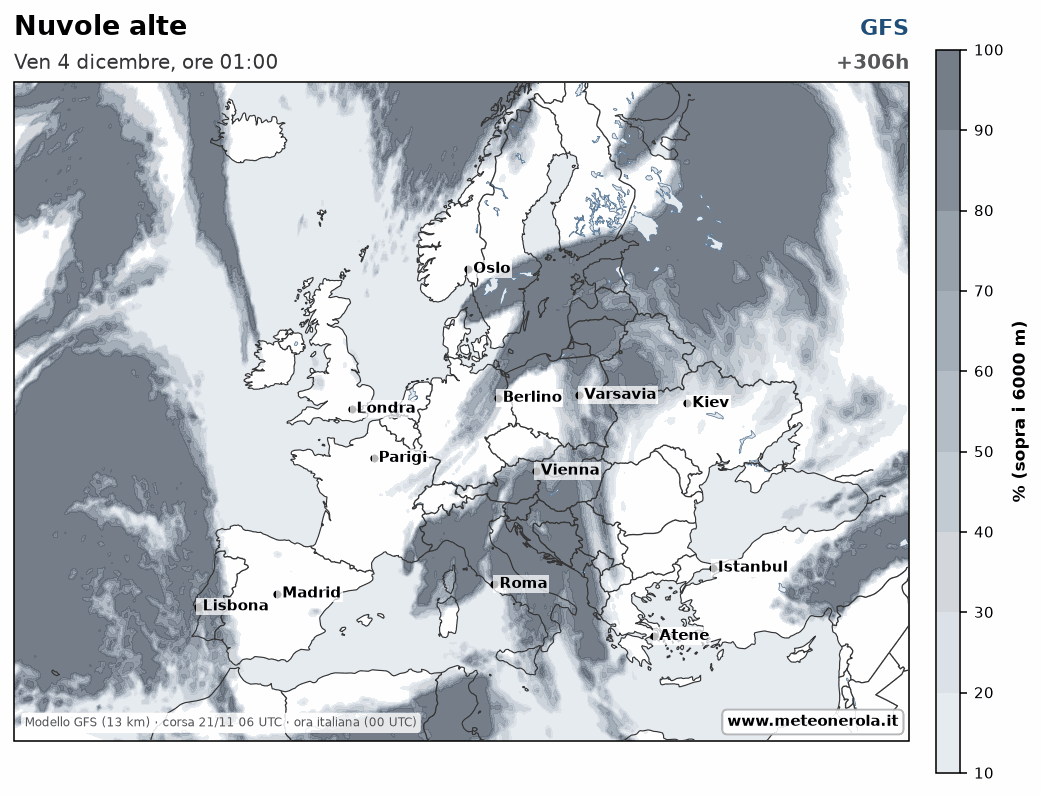 Nuvole alte
GFS
Ven 4 dicembre, ore 01:00
+306h
100
90
80
70
60
50
40
30
20
10
% (sopra i 6000 m)
Oslo
Londra
Berlino
Varsavia
Kiev
Parigi
Vienna
Istanbul
Roma
Madrid
Lisbona
Atene
Modello GFS (13 km) · corsa 21/11 06 UTC · ora italiana (00 UTC)
www.meteonerola.it